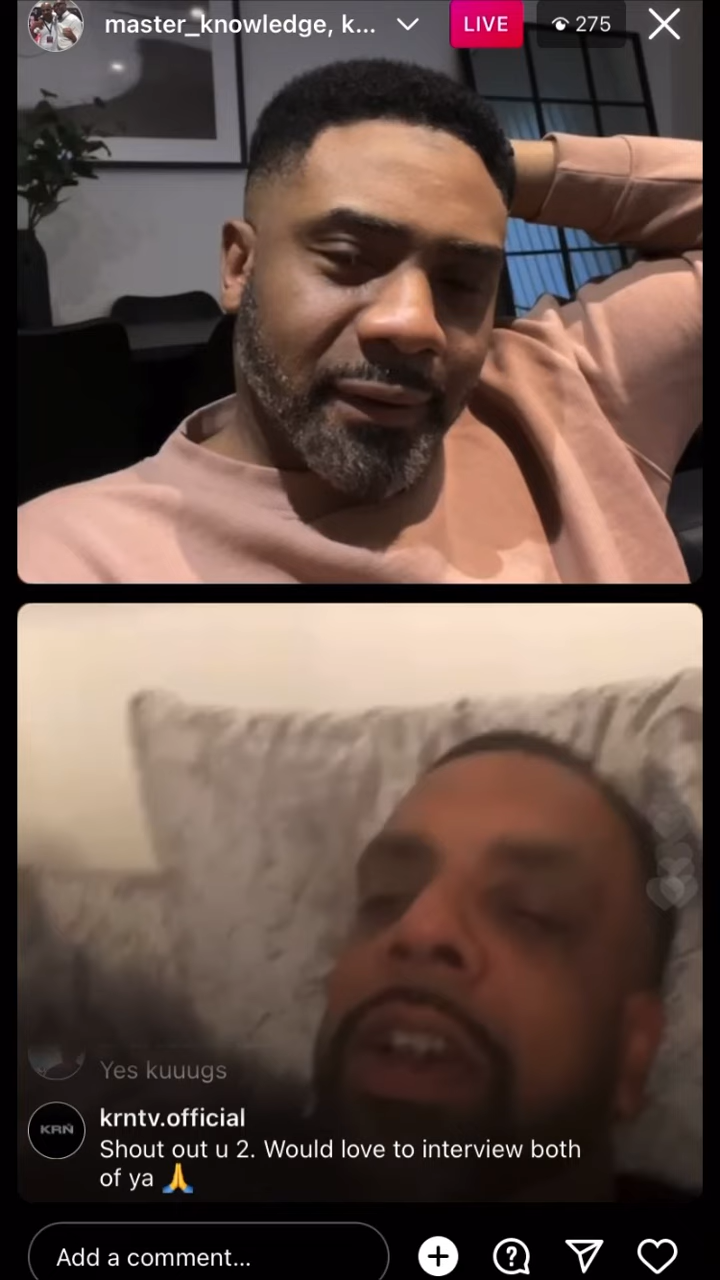 master_knowledge, k...
LIVE
275
Yes kuuugs
KRN
krntv.official
Shout out u 2. Would love to interview both
of ya 🙏
Add a comment...